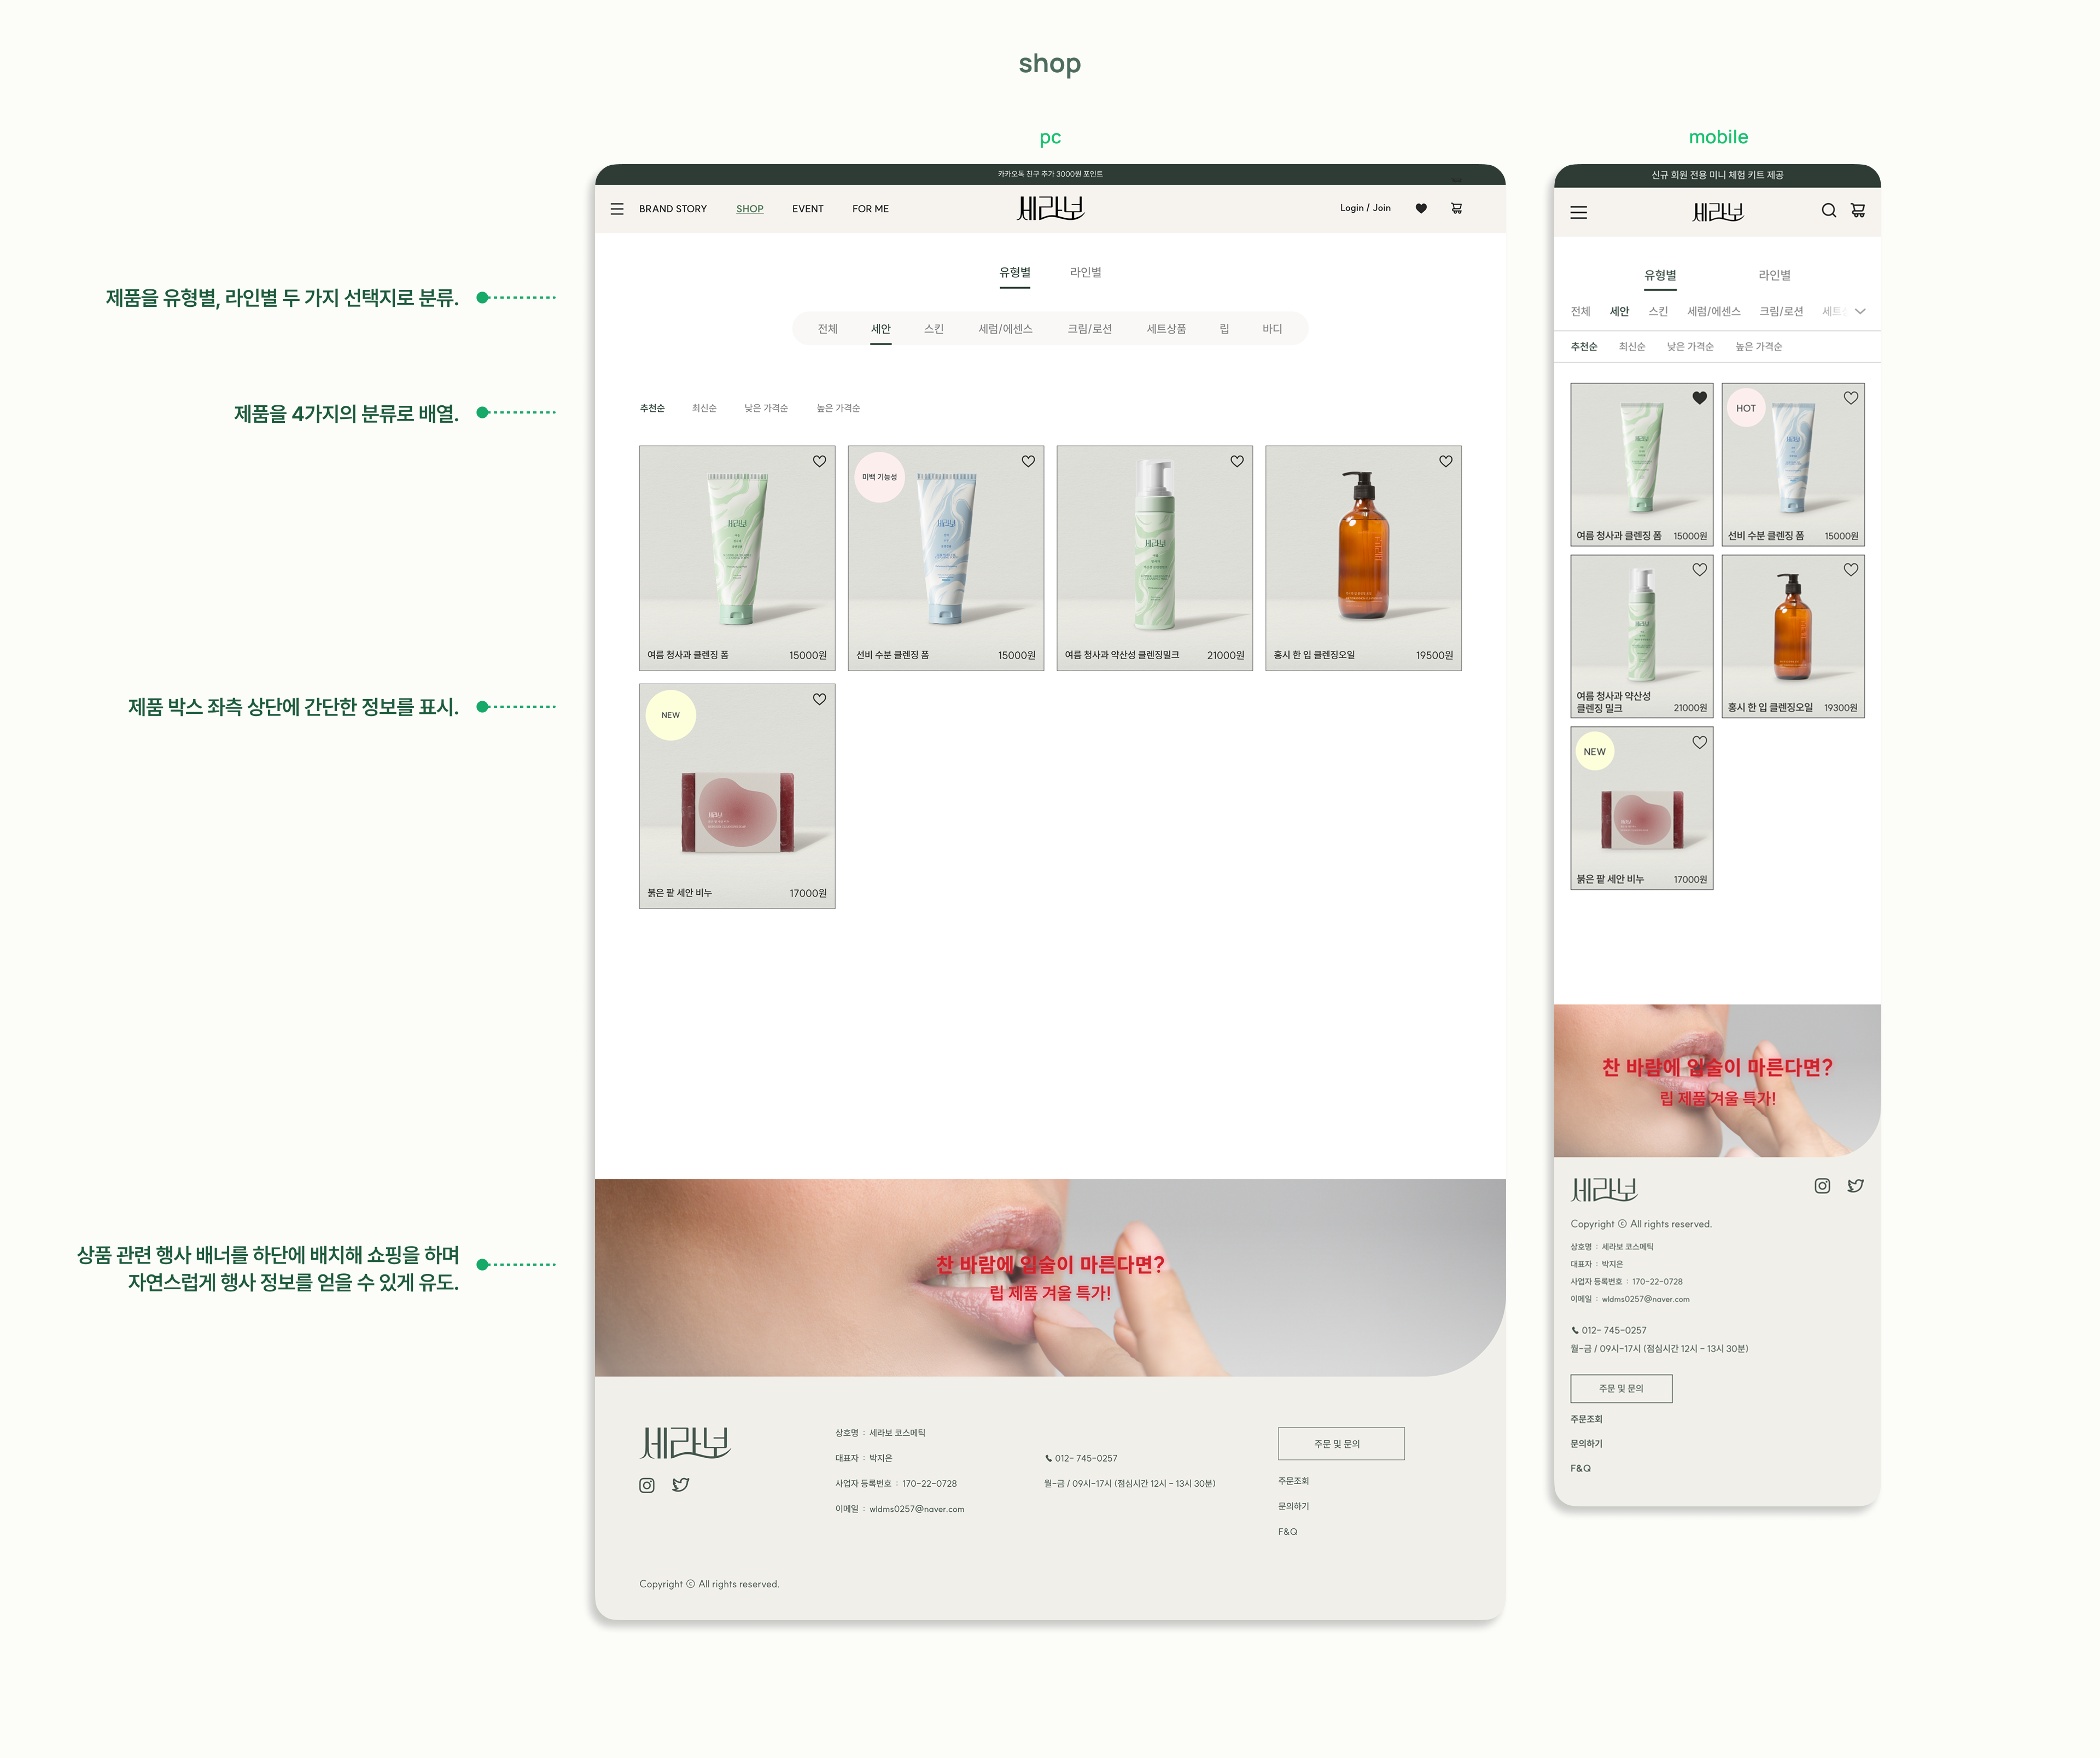 shop
pc
mobile
제품을 유형별, 라인별 두 가지 선택지로 분류.
제품을 4가지의 분류로 배열.
제품 박스 좌측 상단에 간단한 정보를 표시.
상품 관련 행사 배너를 하단에 배치해 쇼핑을 하며
자연스럽게 행사 정보를 얻을 수 있게 유도.
카카오톡 친구 추가 3000원 포인트
BRAND STORY SHOP EVENT FOR ME 세라보 Login / Join
유형별 라인별
전체 세안 스킨 세럼/에센스 크림/로션 세트상품 립 바디
추천순 최신순 낮은 가격순 높은 가격순
세라보
여름 청사과 클렌징 폼 15000원
미백 기능성
세라보
선비 수분 클렌징 폼 15000원
세라보
여름 청사과 약산성 클렌징밀크 21000원
세라보
홍시 한 입 클렌징오일 19500원
NEW
세라보
붉은 팥 세안 비누 17000원
찬 바람에 입술이 마른다면?
립 제품 겨울 특가!
세라보
상호명 : 세라보 코스메틱
대표자 : 박지은
사업자 등록번호 : 170-22-0728
이메일 : wldms0257@naver.com
012- 745-0257
월-금 / 09시-17시 (점심시간 12시 - 13시 30분)
주문 및 문의
주문조회
문의하기
F&Q
Copyright ⓒ All rights reserved.
신규 회원 전용 미니 체험 키트 제공
세라보
유형별 라인별
전체 세안 스킨 세럼/에센스 크림/로션 세트
추천순 최신순 낮은 가격순 높은 가격순
세라보
여름 청사과 클렌징 폼 15000원
HOT
세라보
선비 수분 클렌징 폼 15000원
세라보
여름 청사과 약산성
클렌징 밀크 21000원
홍시 한 입 클렌징오일 19300원
NEW
세라보
붉은 팥 세안 비누 17000원
찬 바람에 입술이 마른다면?
립 제품 겨울 특가!
세라보
Copyright ⓒ All rights reserved.
상호명 : 세라보 코스메틱
대표자 : 박지은
사업자 등록번호 : 170-22-0728
이메일 : wldms0257@naver.com
012- 745-0257
월-금 / 09시-17시 (점심시간 12시 - 13시 30분)
주문 및 문의
주문조회
문의하기
F&Q